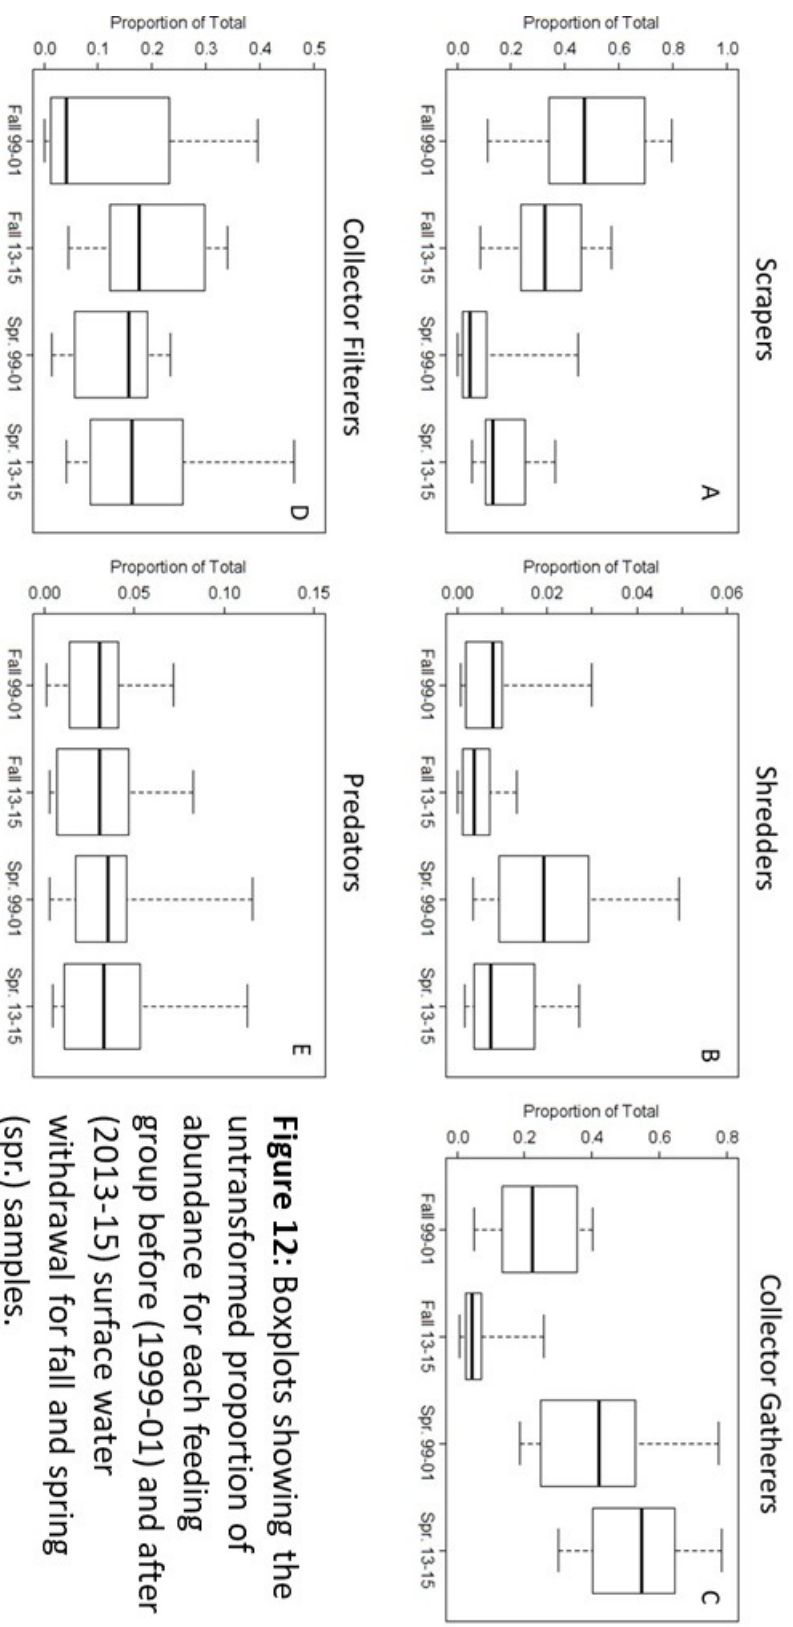 Scrapers
A
Proportion of Total
0.0 0.2 0.4 0.6 0.8 1.0
Fall 99-01 Fall 13-15 Spr. 99-01 Spr. 13-15
Shredders
B
Proportion of Total
0.00 0.02 0.04 0.06
Fall 99-01 Fall 13-15 Spr. 99-01 Spr. 13-15
Collector Gatherers
C
Proportion of Total
0.0 0.2 0.4 0.6 0.8
Fall 99-01 Fall 13-15 Spr. 99-01 Spr. 13-15
Collector Filterers
D
Proportion of Total
0.0 0.1 0.2 0.3 0.4 0.5
Fall 99-01 Fall 13-15 Spr. 99-01 Spr. 13-15
Predators
E
Proportion of Total
0.00 0.05 0.10 0.15
Fall 99-01 Fall 13-15 Spr. 99-01 Spr. 13-15
Figure 12: Boxplots showing the
untransformed proportion of
abundance for each feeding
group before (1999-01) and after
(2013-15) surface water
withdrawal for fall and spring
(spr.) samples.